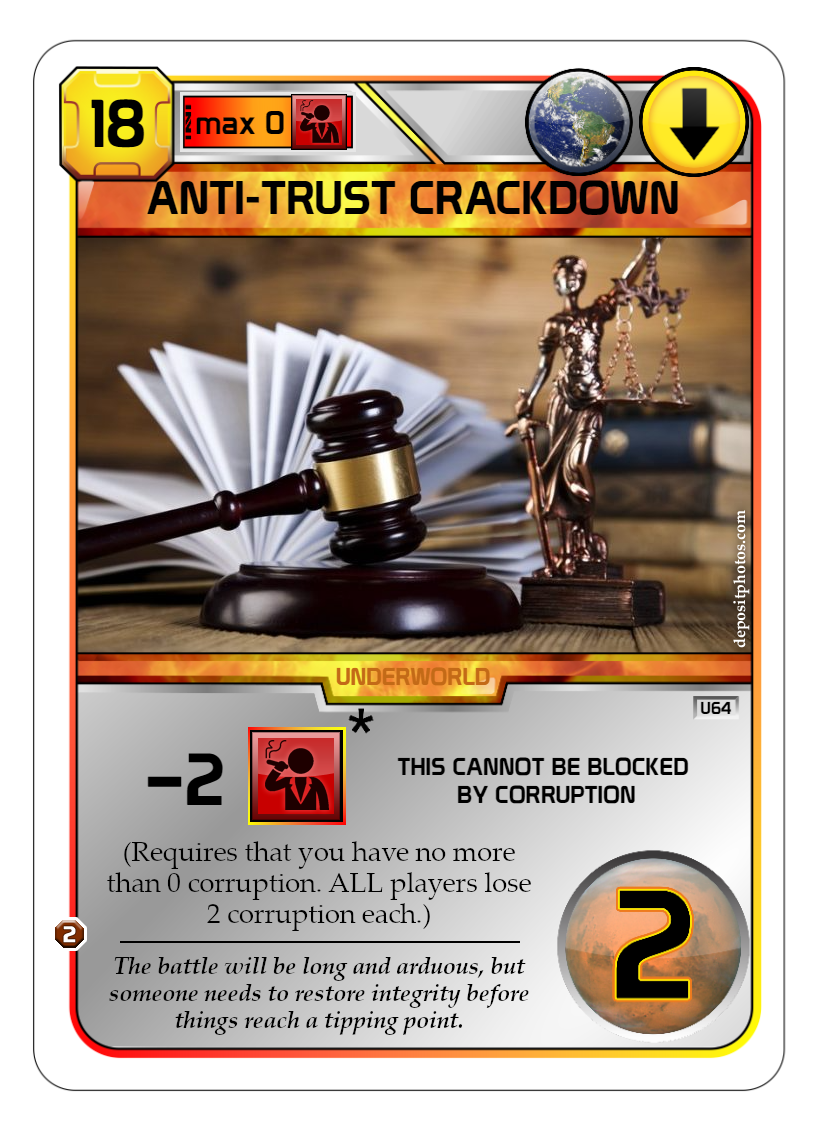 18
max 0
ANTI-TRUST CRACKDOWN
depositphotos.com
UNDERWORLD
U64
-2
*
THIS CANNOT BE BLOCKED
BY CORRUPTION
(Requires that you have no more
than 0 corruption. ALL players lose
2 corruption each.)
2
2
The battle will be long and arduous, but
someone needs to restore integrity before
things reach a tipping point.